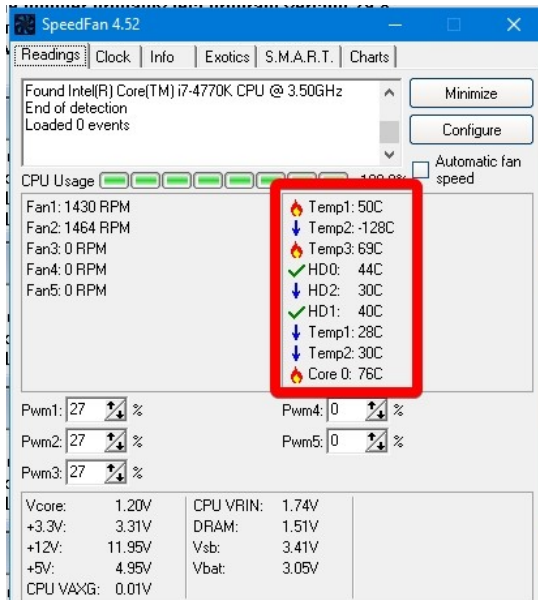 SpeedFan 4.52
Readings Clock Info Exotics S.M.A.R.T. Charts
Found Intel(R) Core(TM) i7-4770K CPU @ 3.50GHz
End of detection
Loaded 0 events
Minimize
Configure
Automatic fan
speed
CPU Usage
Fan1: 1430 RPM
Fan2: 1464 RPM
Fan3: 0 RPM
Fan4: 0 RPM
Fan5: 0 RPM
Temp1: 50C
Temp2: -128C
Temp3: 69C
HD0: 44C
HD2: 30C
HD1: 40C
Temp1: 28C
Temp2: 30C
Core 0: 76C
Pwm1: 27 %
Pwm2: 27 %
Pwm3: 27 %
Pwm4: 0 %
Pwm5: 0 %
Vcore: 1.20V
+3.3V: 3.31V
+12V: 11.95V
+5V: 4.95V
CPU VAXG: 0.01V
CPU VRIN: 1.74V
DRAM: 1.51V
Vsb: 3.41V
Vbat: 3.05V